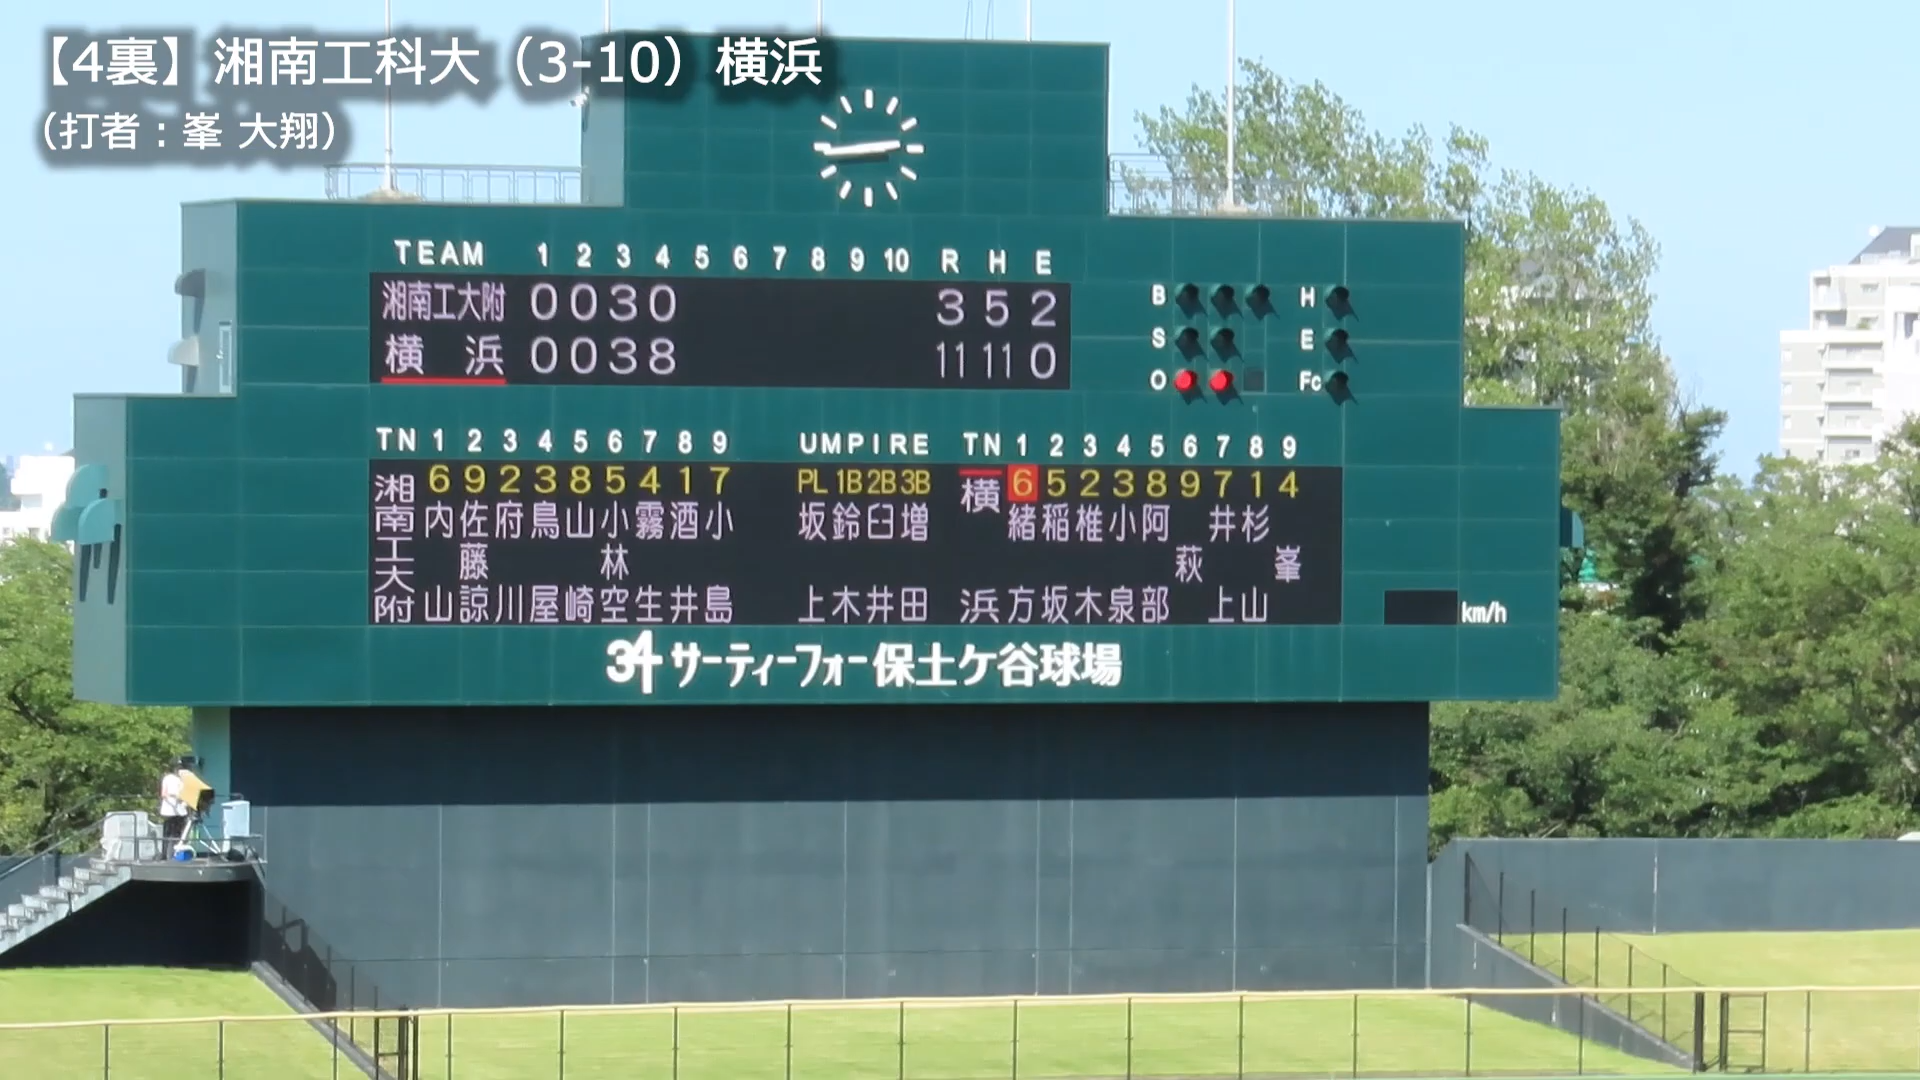 【4裏】湘南工科大（3-10）横浜
（打者：峯 大翔）
TEAM 1 2 3 4 5 6 7 8 9 10 R H E
湘南工大附 0 0 3 0 3 5 2
横浜 0 0 3 8 11 11 0
B H
S E
O Fc
TN 1 2 3 4 5 6 7 8 9 UMPIRE TN 1 2 3 4 5 6 7 8 9
6 9 2 3 8 5 4 1 7 PL 1B 2B 3B 6 5 2 3 8 9 7 1 4
湘南工大附 内山 佐藤諒 府川 鳥屋 山崎 小林空 霧生 酒井 小島 坂上 鈴木 臼井 増田 横浜 緒方 稲坂 椎木 小泉 阿部 萩 井上 杉山 峯
km/h
34 サーティーフォー保土ケ谷球場